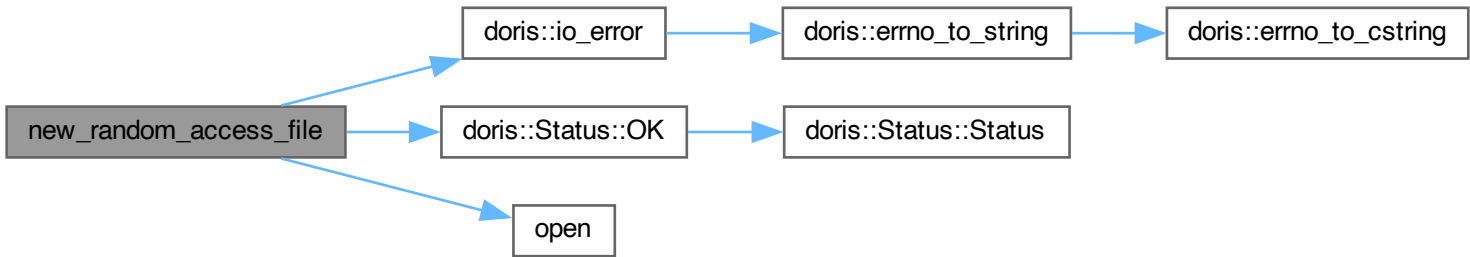 doris::io_error
doris::errno_to_string
doris::errno_to_cstring
new_random_access_file
doris::Status::OK
doris::Status::Status
open